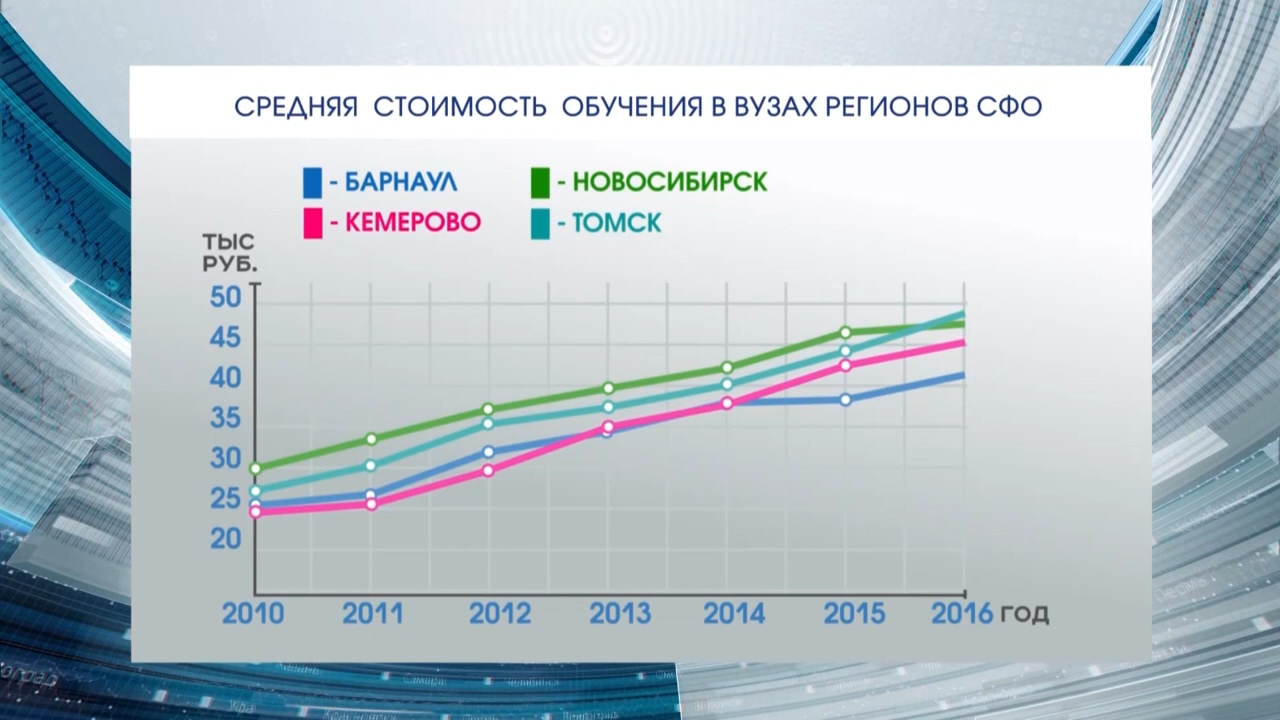 СРЕДНЯЯ СТОИМОСТЬ ОБУЧЕНИЯ В ВУЗАХ РЕГИОНОВ СФО
- БАРНАУЛ - НОВОСИБИРСК
- КЕМЕРОВО - ТОМСК
ТЫС
РУБ.
50
45
40
35
30
25
20
2010 2011 2012 2013 2014 2015 2016 ГОД